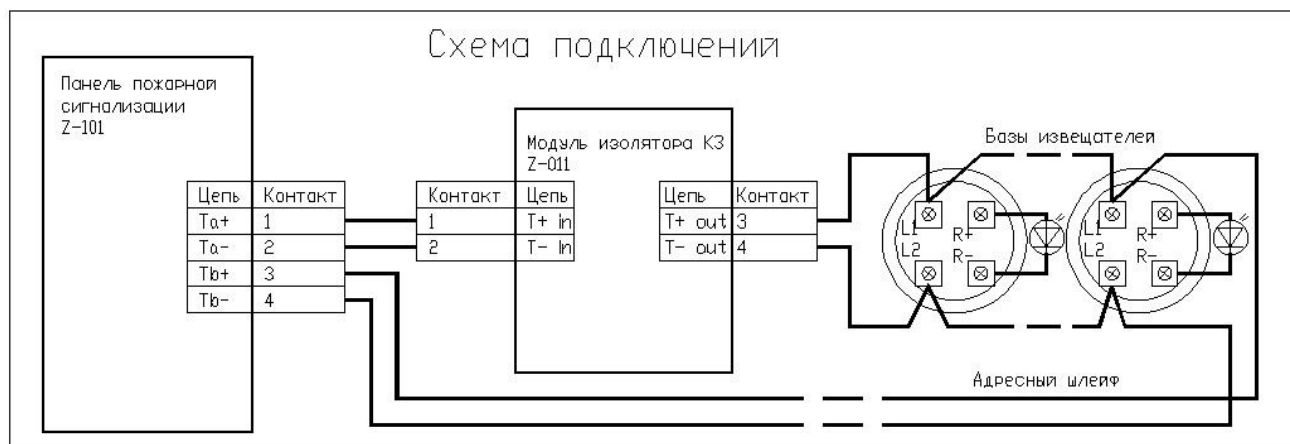 Схема подключений
Панель пожарной
сигнализации
Z-101
Цепь Контакт
Ta+ 1
Ta- 2
Tb+ 3
Tb- 4
Модуль изолятора КЗ
Z-011
Контакт Цепь
1 T+ in
2 T- In
Цепь Контакт
T+ out 3
T- out 4
Базы извещателей
L1 R+
L2 R-
L1 R+
L2 R-
Адресный шлейф